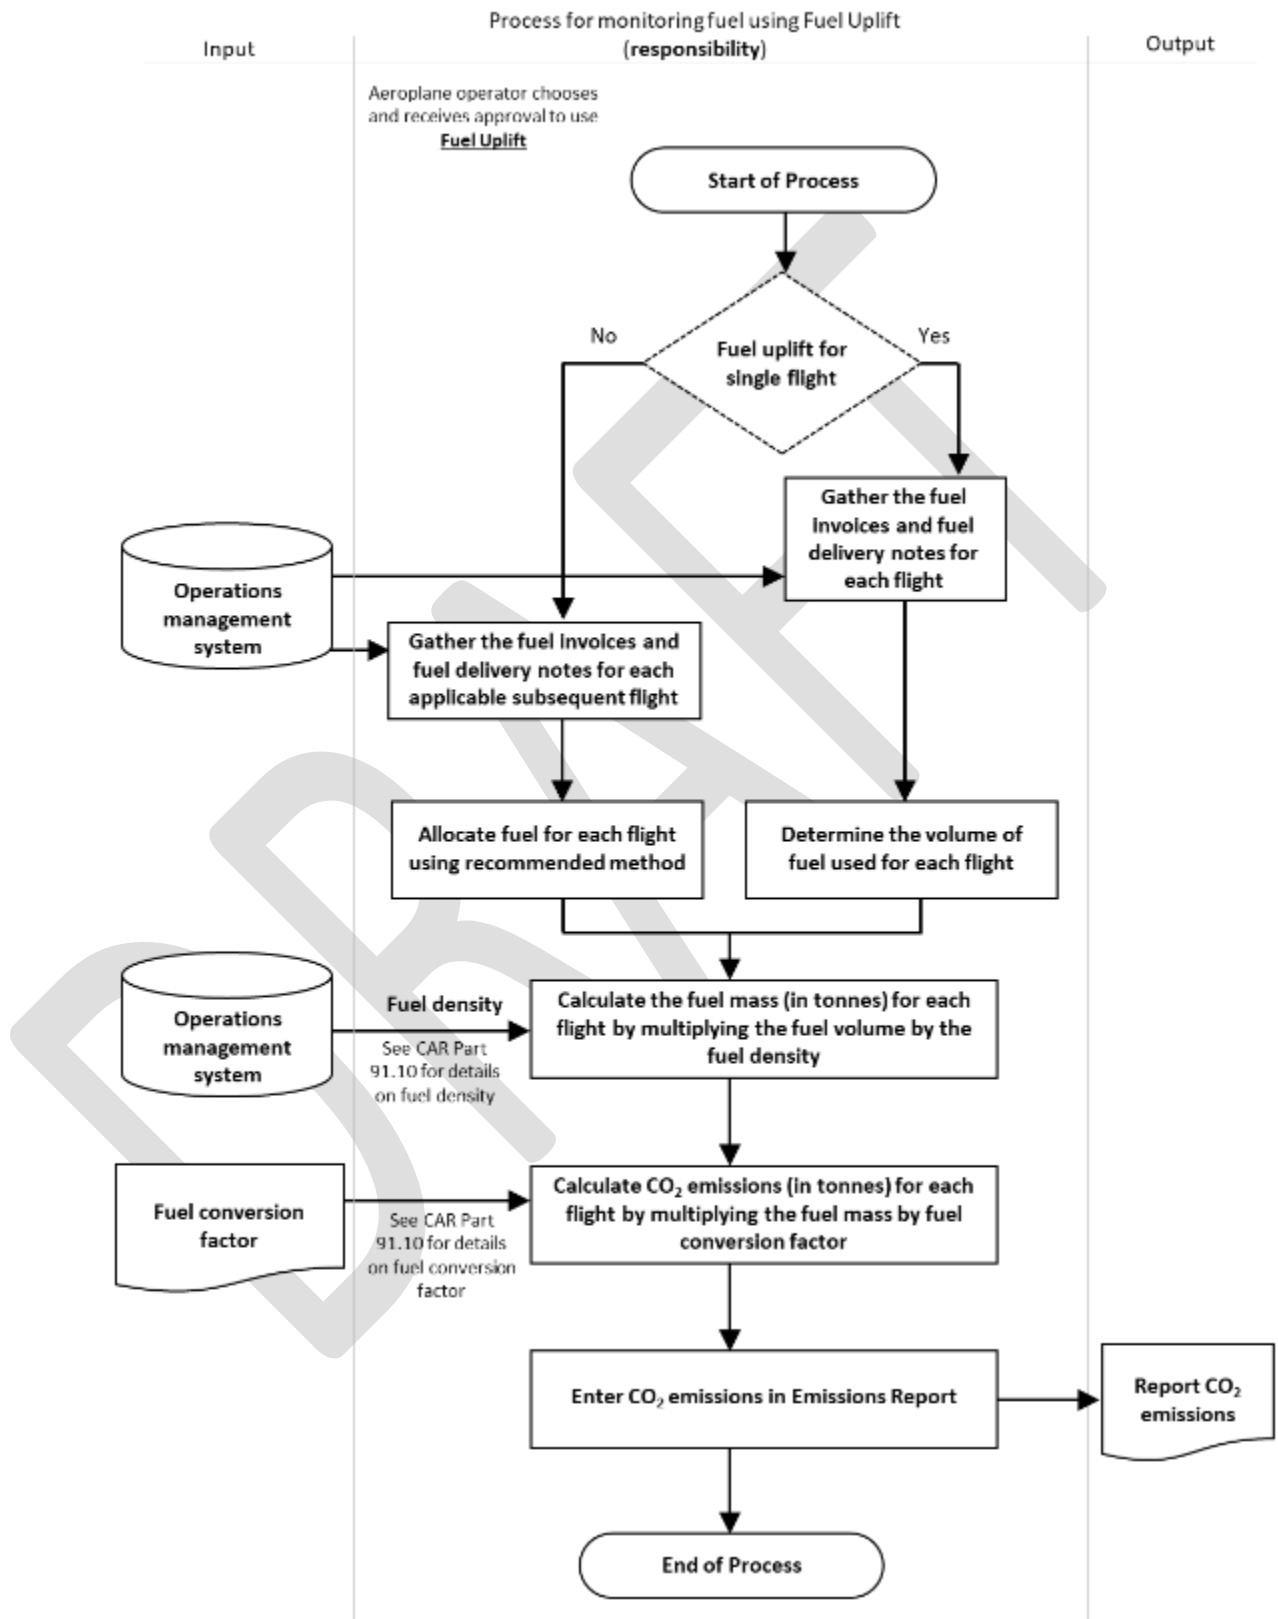 Process for monitoring fuel using Fuel Uplift
Input
(responsibility)
Output
Aeroplane operator chooses
and receives approval to use
Fuel Uplift
Start of Process
No
Yes
Fuel uplift for
single flight
Gather the fuel
invoices and fuel
delivery notes for
each flight
Operations
management
system
Gather the fuel invoices and
fuel delivery notes for each
applicable subsequent flight
Allocate fuel for each flight
using recommended method
Determine the volume of
fuel used for each flight
Operations
management
system
Fuel density
See CAR Part
91.10 for details
on fuel density
Calculate the fuel mass (in tonnes) for each
flight by multiplying the fuel volume by the
fuel density
Fuel conversion
factor
See CAR Part
91.10 for details
on fuel conversion
factor
Calculate CO₂ emissions (in tonnes) for each
flight by multiplying the fuel mass by fuel
conversion factor
Enter CO₂ emissions in Emissions Report
Report CO₂
emissions
End of Process
DRAFT